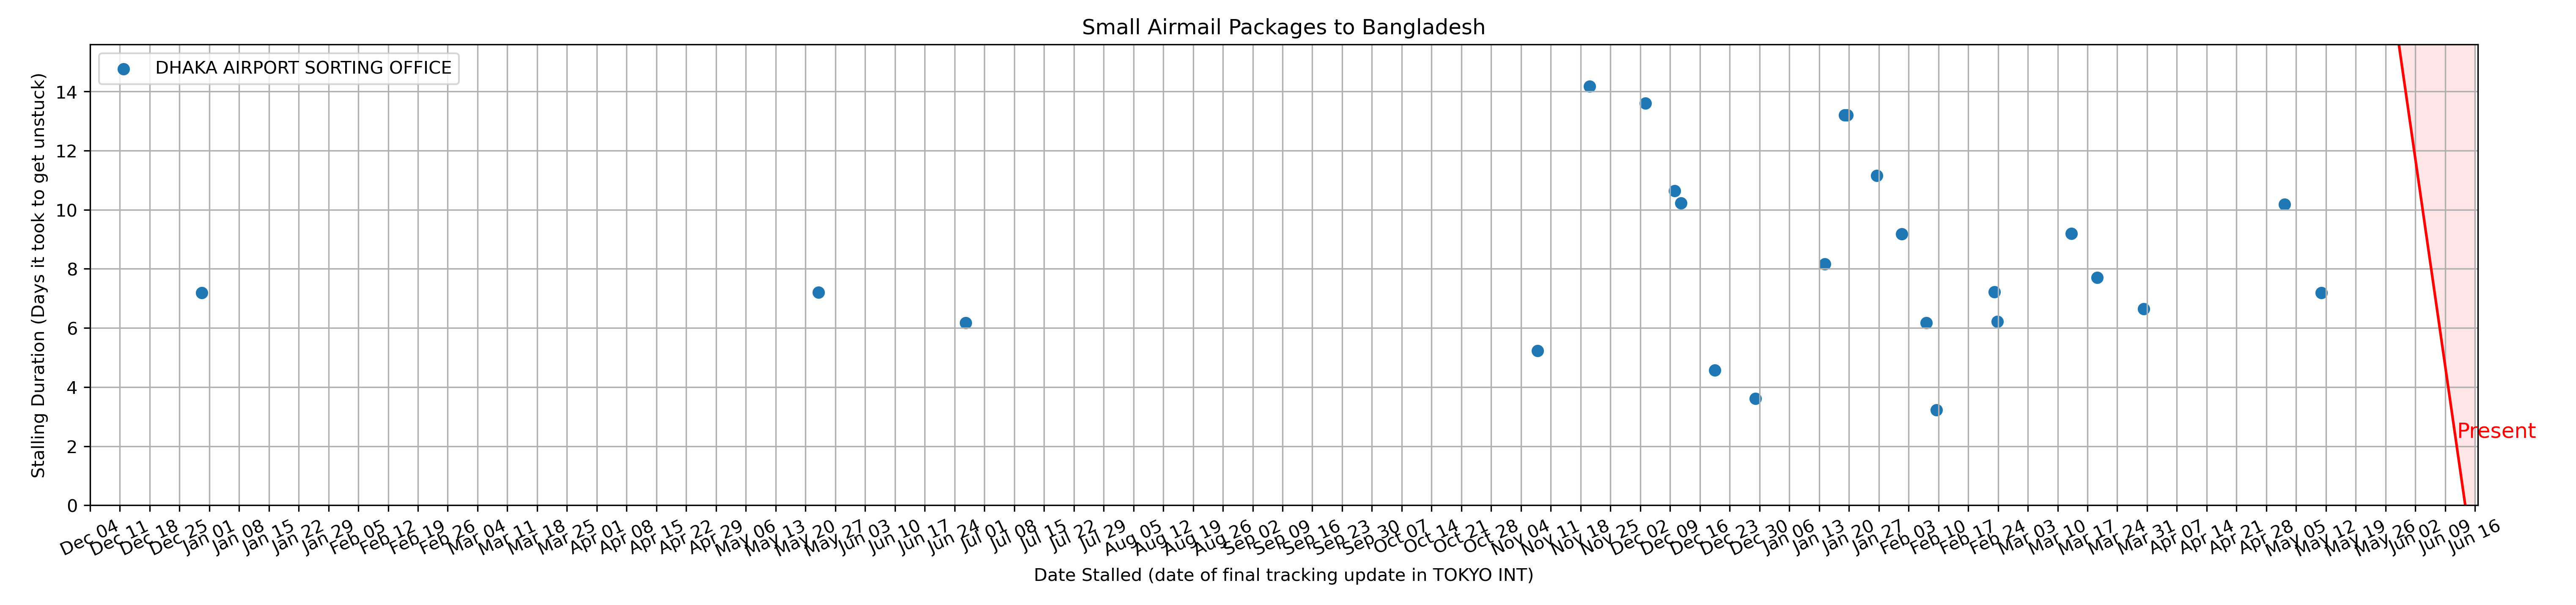 Small Airmail Packages to Bangladesh
DHAKA AIRPORT SORTING OFFICE
Stalling Duration (Days it took to get unstuck)
14
12
10
8
6
4
2
0
Present
Dec 04 Dec 11 Dec 18 Dec 25 Jan 01 Jan 08 Jan 15 Jan 22 Jan 29 Feb 05 Feb 12 Feb 19 Feb 26 Mar 04 Mar 11 Mar 18 Mar 25 Apr 01 Apr 08 Apr 15 Apr 22 Apr 29 May 06 May 13 May 20 May 27 Jun 03 Jun 10 Jun 17 Jun 24 Jul 01 Jul 08 Jul 15 Jul 22 Jul 29 Aug 05 Aug 12 Aug 19 Aug 26 Sep 02 Sep 09 Sep 16 Sep 23 Sep 30 Oct 07 Oct 14 Oct 21 Oct 28 Nov 04 Nov 11 Nov 18 Nov 25 Dec 02 Dec 09 Dec 16 Dec 23 Dec 30 Jan 06 Jan 13 Jan 20 Jan 27 Feb 03 Feb 10 Feb 17 Feb 24 Mar 03 Mar 10 Mar 17 Mar 24 Mar 31 Apr 07 Apr 14 Apr 21 Apr 28 May 05 May 12 May 19 May 26 Jun 02 Jun 09 Jun 16
Date Stalled (date of final tracking update in TOKYO INT)